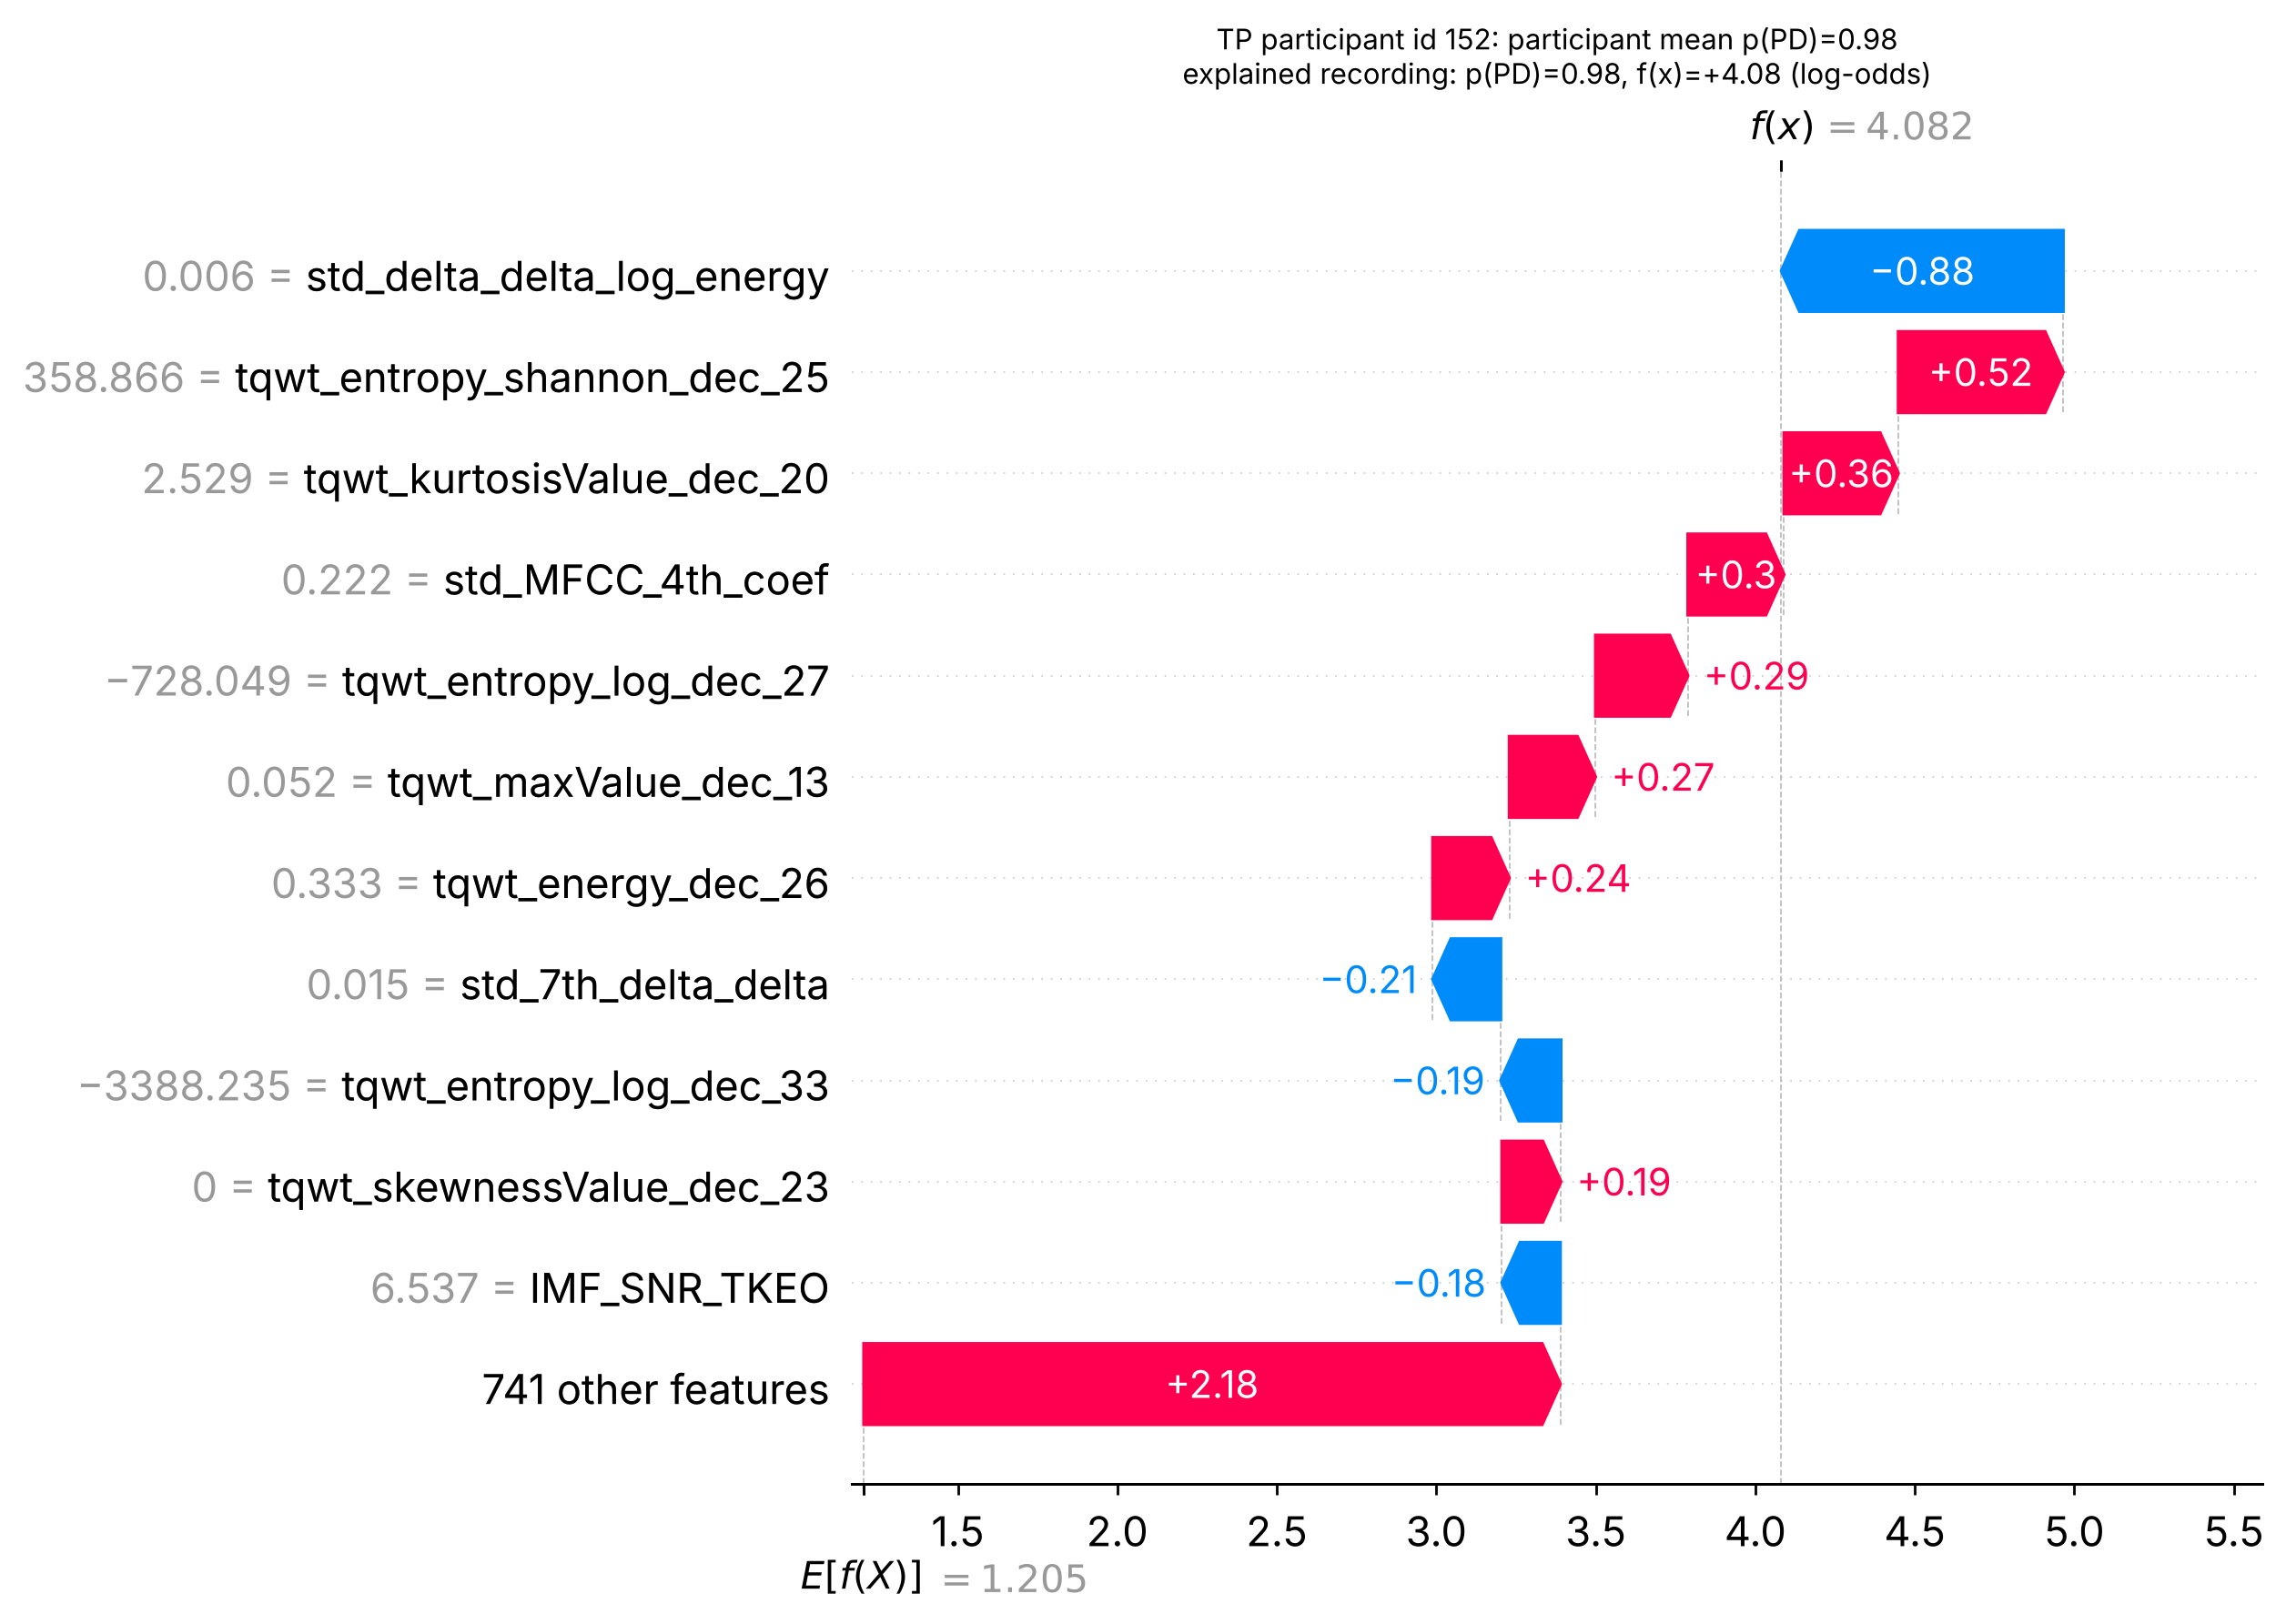 TP participant id 152: participant mean p(PD)=0.98
explained recording: p(PD)=0.98, f(x)=+4.08 (log-odds)
f(x) = 4.082
0.006 = std_delta_delta_log_energy
−0.88
358.866 = tqwt_entropy_shannon_dec_25
+0.52
2.529 = tqwt_kurtosisValue_dec_20
+0.36
0.222 = std_MFCC_4th_coef
+0.3
−728.049 = tqwt_entropy_log_dec_27
+0.29
0.052 = tqwt_maxValue_dec_13
+0.27
0.333 = tqwt_energy_dec_26
+0.24
0.015 = std_7th_delta_delta
−0.21
−3388.235 = tqwt_entropy_log_dec_33
−0.19
0 = tqwt_skewnessValue_dec_23
+0.19
6.537 = IMF_SNR_TKEO
−0.18
741 other features
+2.18
1.5 2.0 2.5 3.0 3.5 4.0 4.5 5.0 5.5
E[f(X)] = 1.205